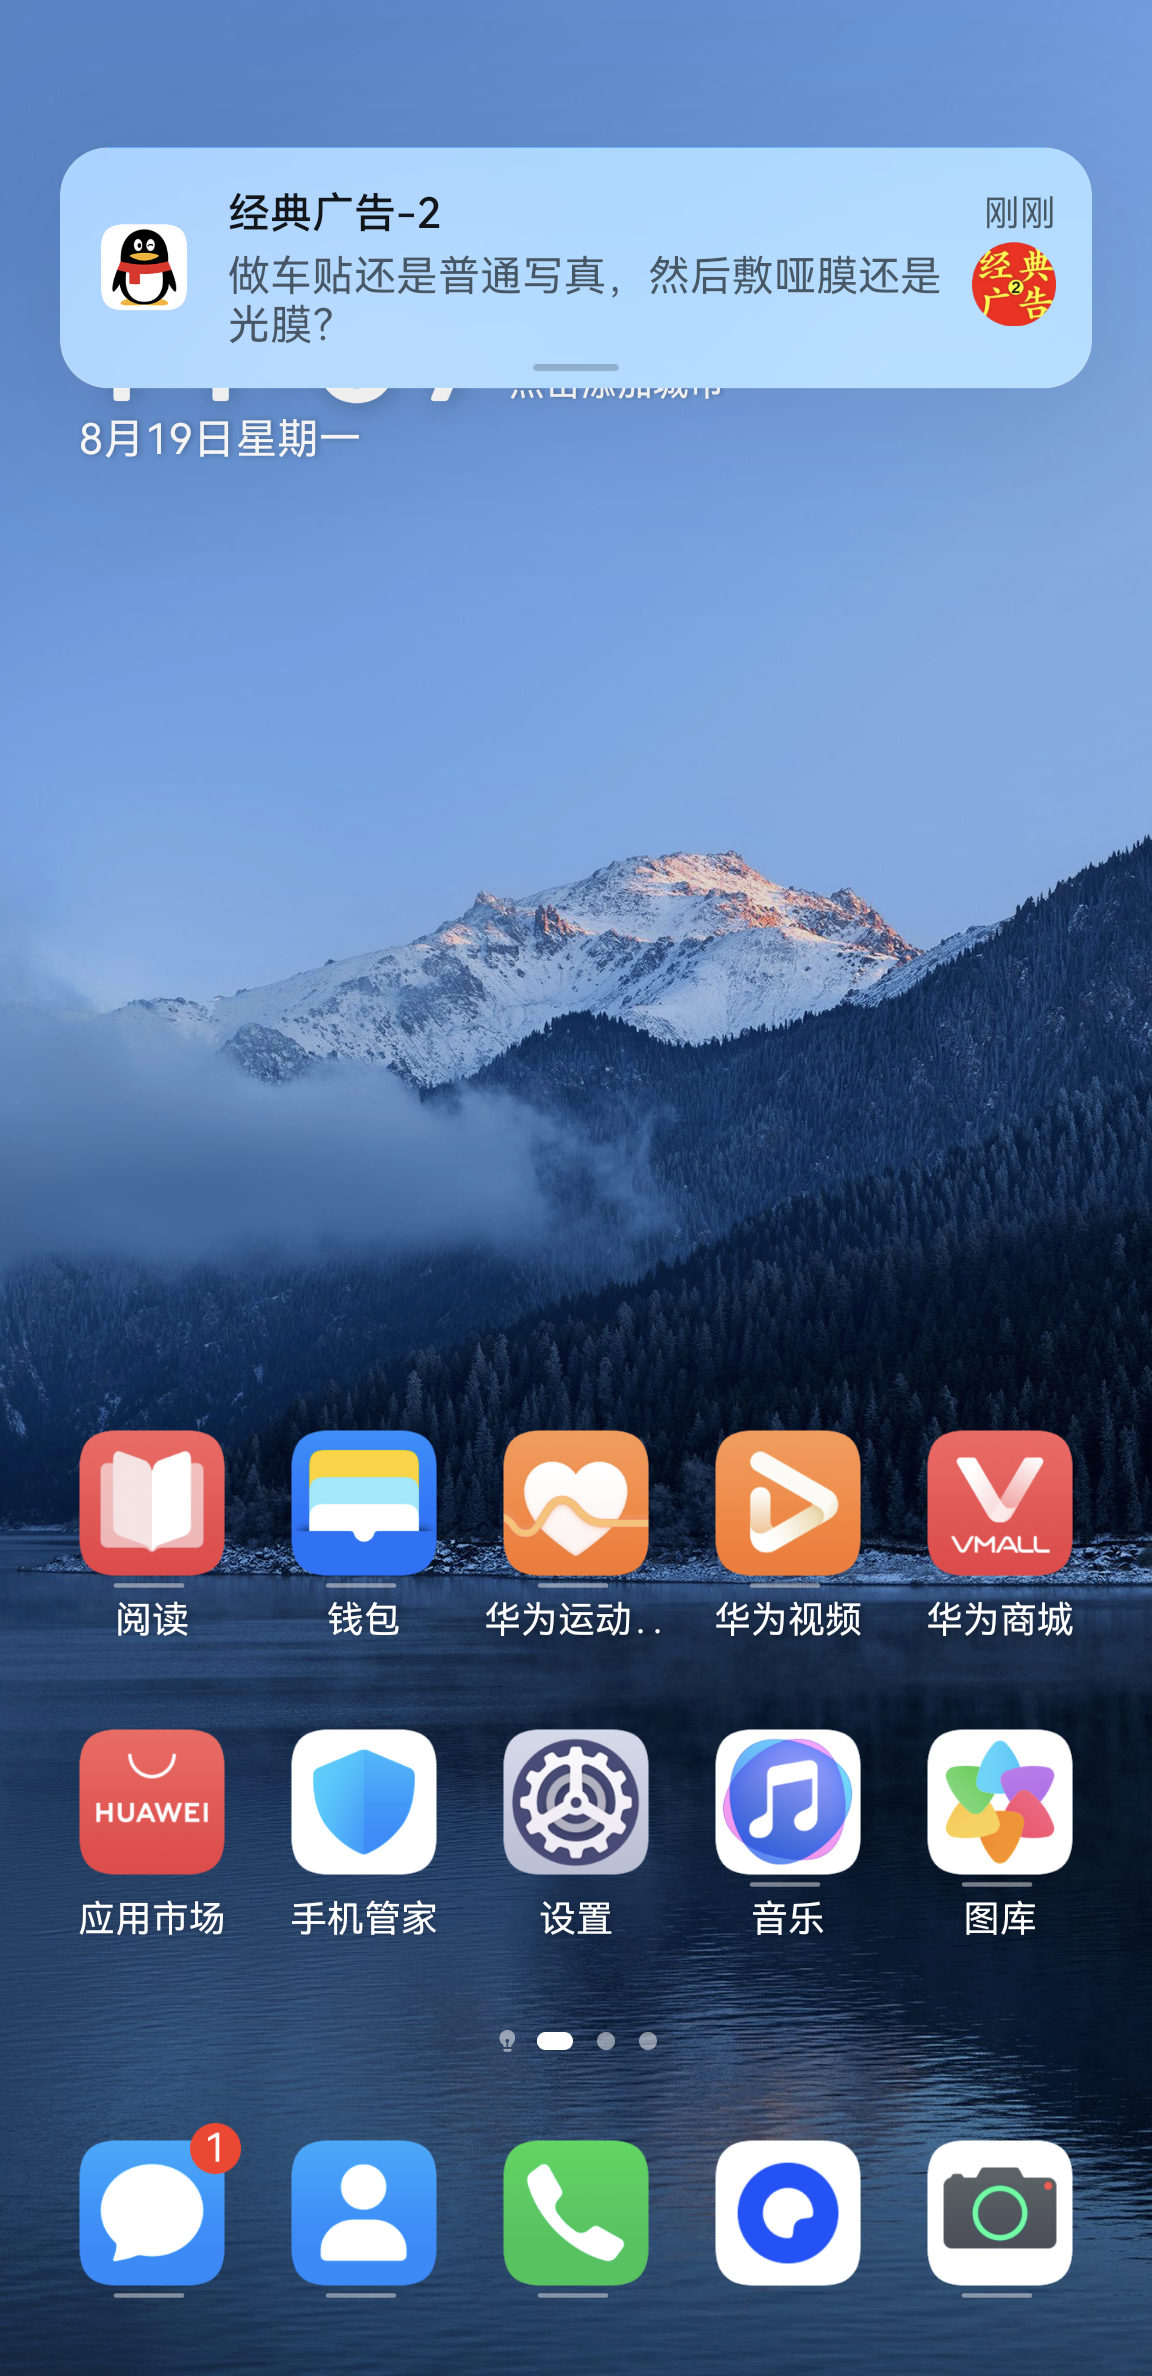 经典广告-2
刚刚
做车贴还是普通写真，然后敷哑膜还是
光膜？
经典
广2告
8月19日星期一
VMALL
阅读
钱包
华为运动..
华为视频
华为商城
HUAWEI
应用市场
手机管家
设置
音乐
图库
1